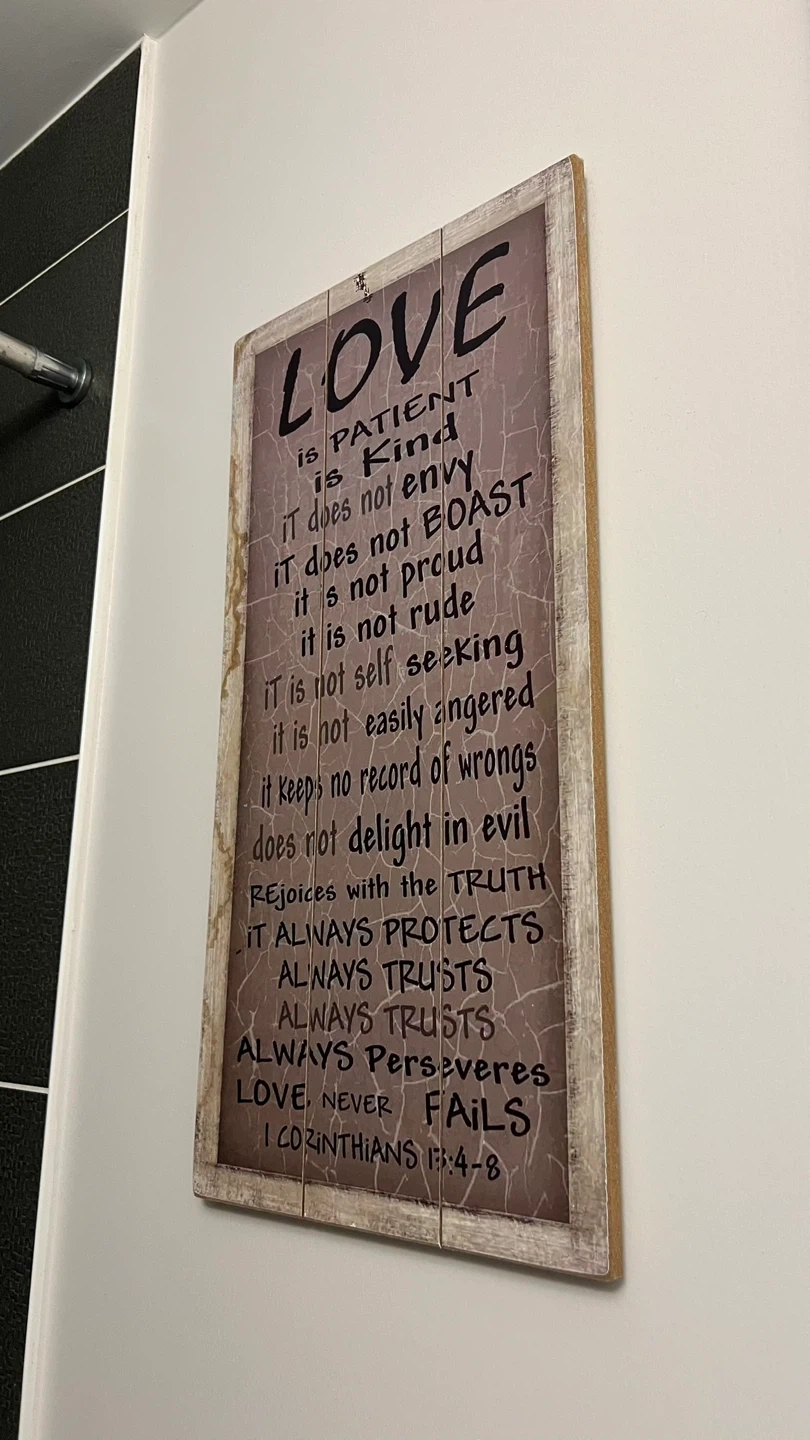 LOVE
is PATIENT
is Kind
iT does not envy
iT does not BOAST
it is not proud
it is not rude
iT is not self seeking
it is not easily angered
it keeps no record of wrongs
does not delight in evil
REjoices with the TRUTH
iT ALWAYS PROTECTS
ALWAYS TRUSTS
ALWAYS TRUSTS
ALWAYS Perseveres
LOVE NEVER FAiLS
1 CORiNTHiANS 13:4-8